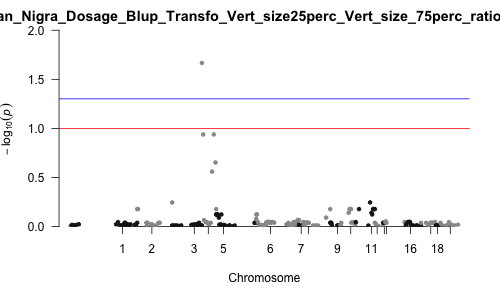 an_Nigra_Dosage_Blup_Transfo_Vert_size25perc_Vert_size_75perc_ratio
2.0
1.5
1.0
0.5
0.0
− log10(p)
1 2 3 5 6 7 9 11 16 18
Chromosome